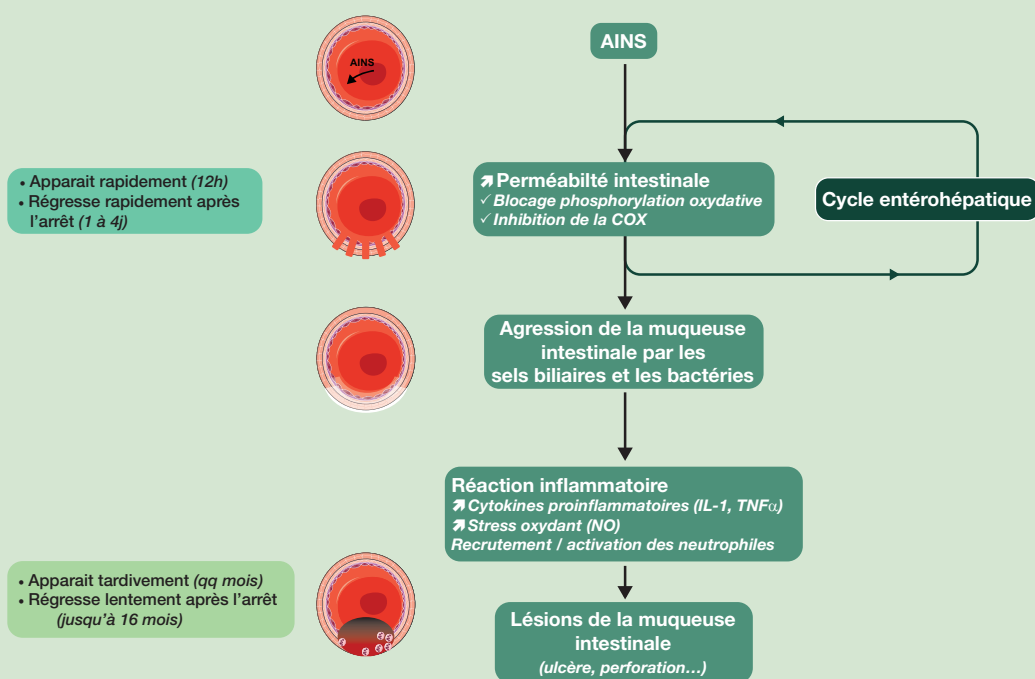 AINS
AINS
• Apparait rapidement (12h)
• Régresse rapidement après
l'arrêt (1 à 4j)
↗ Perméabilté intestinale
✓ Blocage phosphorylation oxydative
✓ Inhibition de la COX
Cycle entérohépatique
Agression de la muqueuse
intestinale par les
sels biliaires et les bactéries
Réaction inflammatoire
↗ Cytokines proinflammatoires (IL-1, TNFα)
↗ Stress oxydant (NO)
Recrutement / activation des neutrophiles
• Apparait tardivement (qq mois)
• Régresse lentement après l'arrêt
(jusqu'à 16 mois)
Lésions de la muqueuse
intestinale
(ulcère, perforation…)